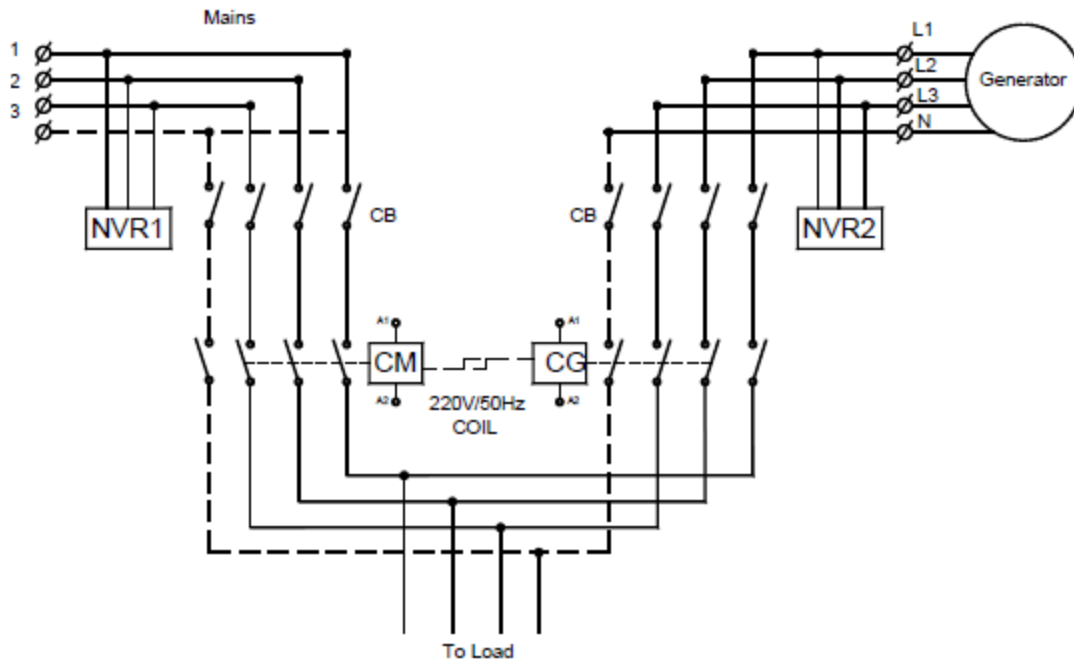 Mains
1
2
3
L1
L2
L3
N
Generator
NVR1
CB
CB
NVR2
A1
A1
CM
CG
A2
A2
220V/50Hz
COIL
To Load